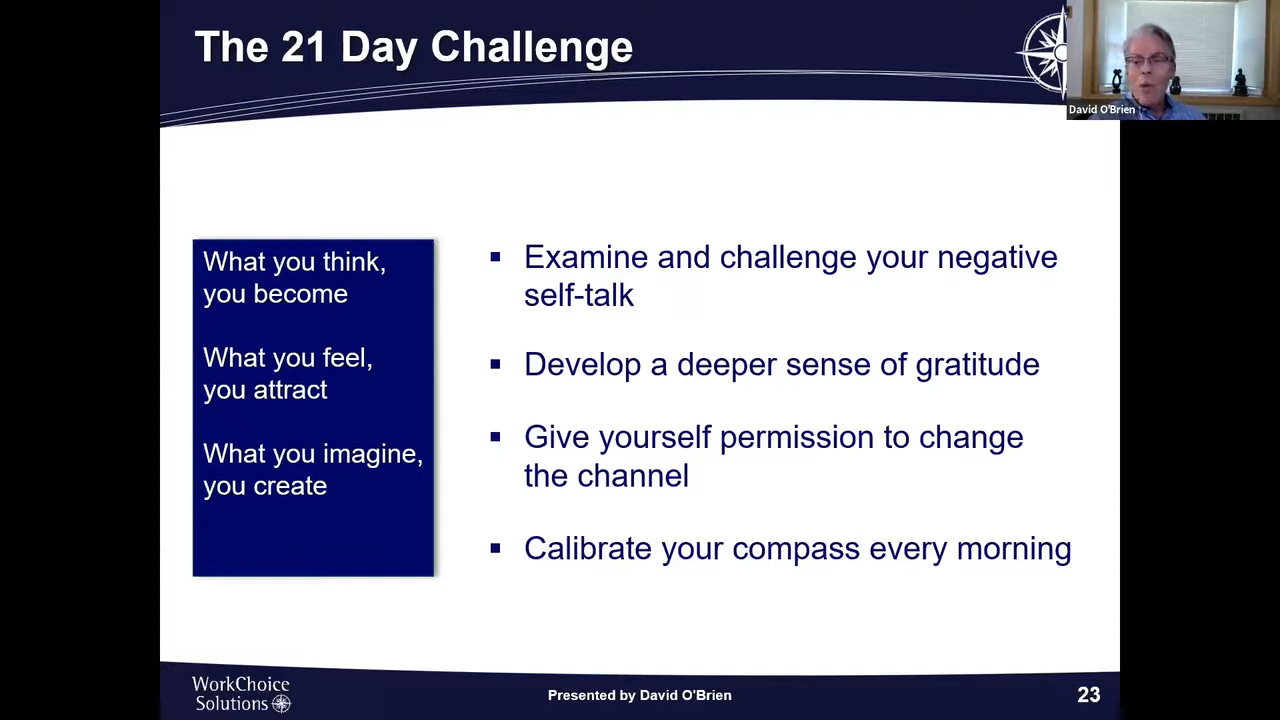 The 21 Day Challenge
David O'Brien
What you think,
you become
What you feel,
you attract
What you imagine,
you create
▪ Examine and challenge your negative
self-talk
▪ Develop a deeper sense of gratitude
▪ Give yourself permission to change
the channel
▪ Calibrate your compass every morning
WorkChoice
Solutions
Presented by David O'Brien
23